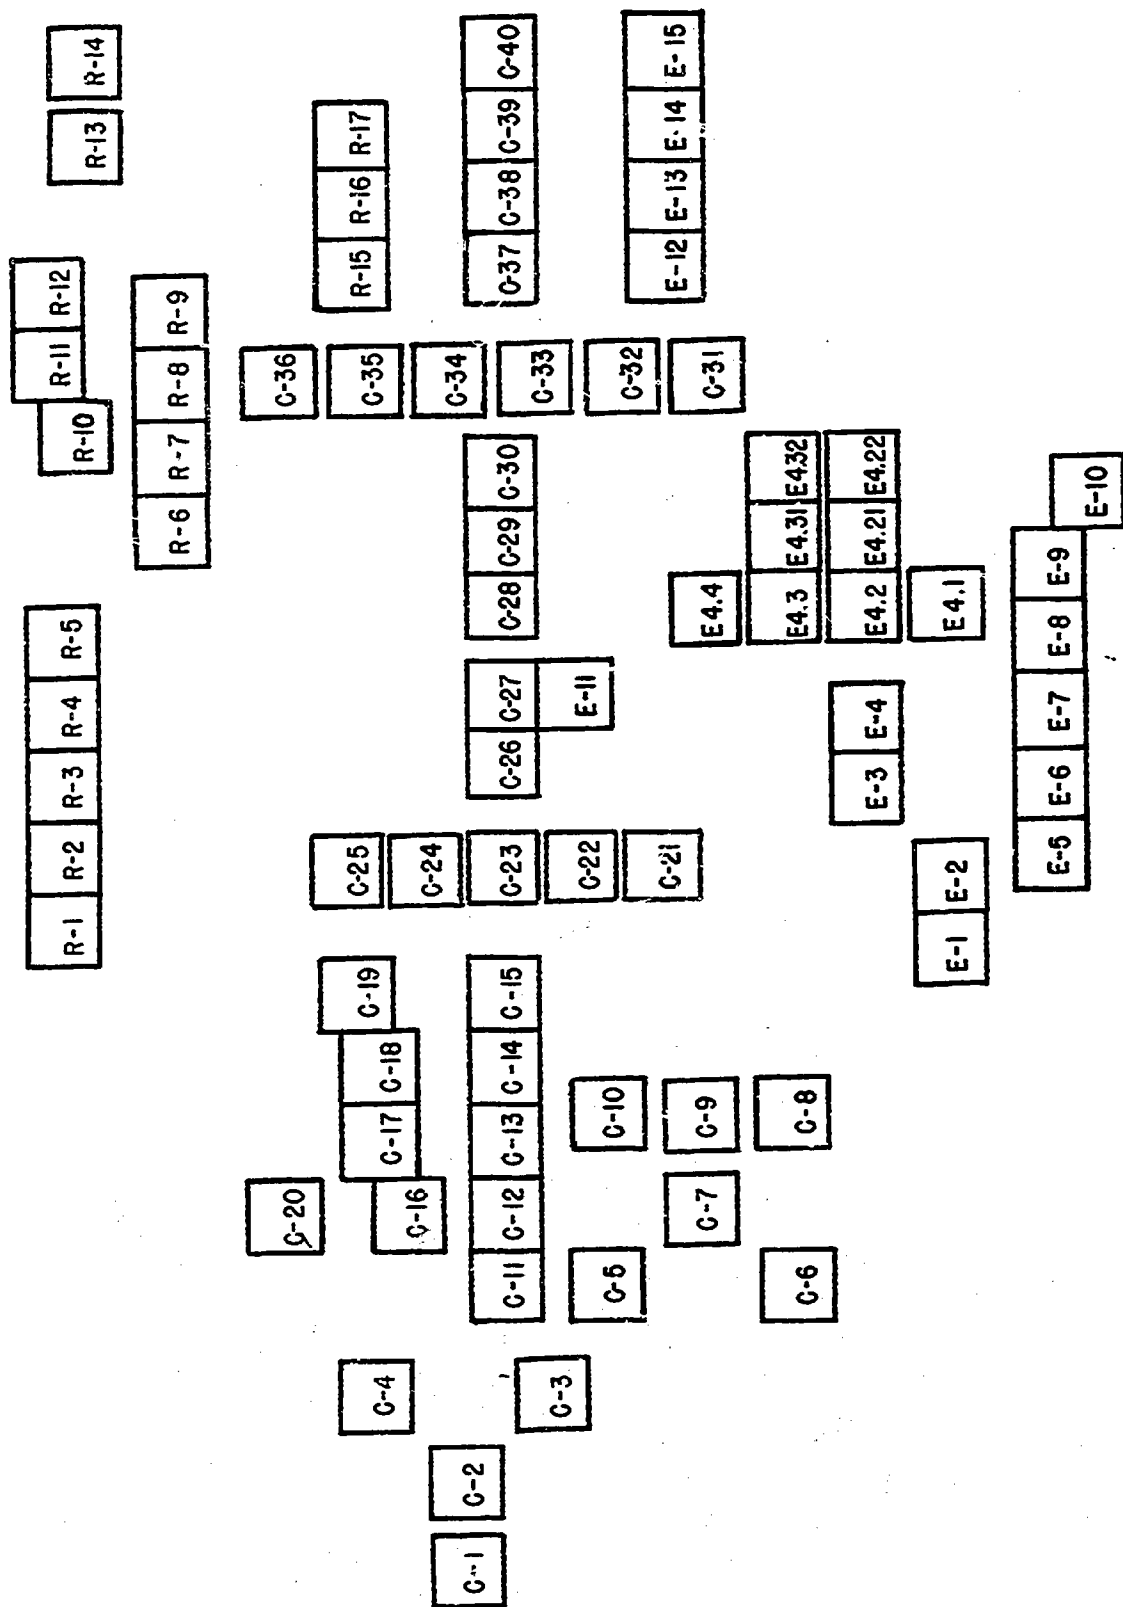 R-1 R-2 R-3 R-4 R-5
R-10 R-11 R-12
R-13 R-14
R-6 R-7 R-8 R-9
C-20
C-36
C-4
C-16 C-17 C-18 C-19
C-25
C-35
R-15 R-16 R-17
C-24
C-34
C-1 C-2
C-11 C-12 C-13 C-14 C-15
C-23
C-26 C-27
C-28 C-29 C-30
C-33
C-37 C-38 C-39 C-40
C-3
C-5
C-10
C-22
E-11
C-32
C-7
C-9
C-21
E4.4
C-31
E-12 E-13 E-14 E-15
C-6
C-8
E4.3 E4.31 E4.32
E-3 E-4
E4.2 E4.21 E4.22
E-1 E-2
E4.1
E-5 E-6 E-7 E-8 E-9
E-10